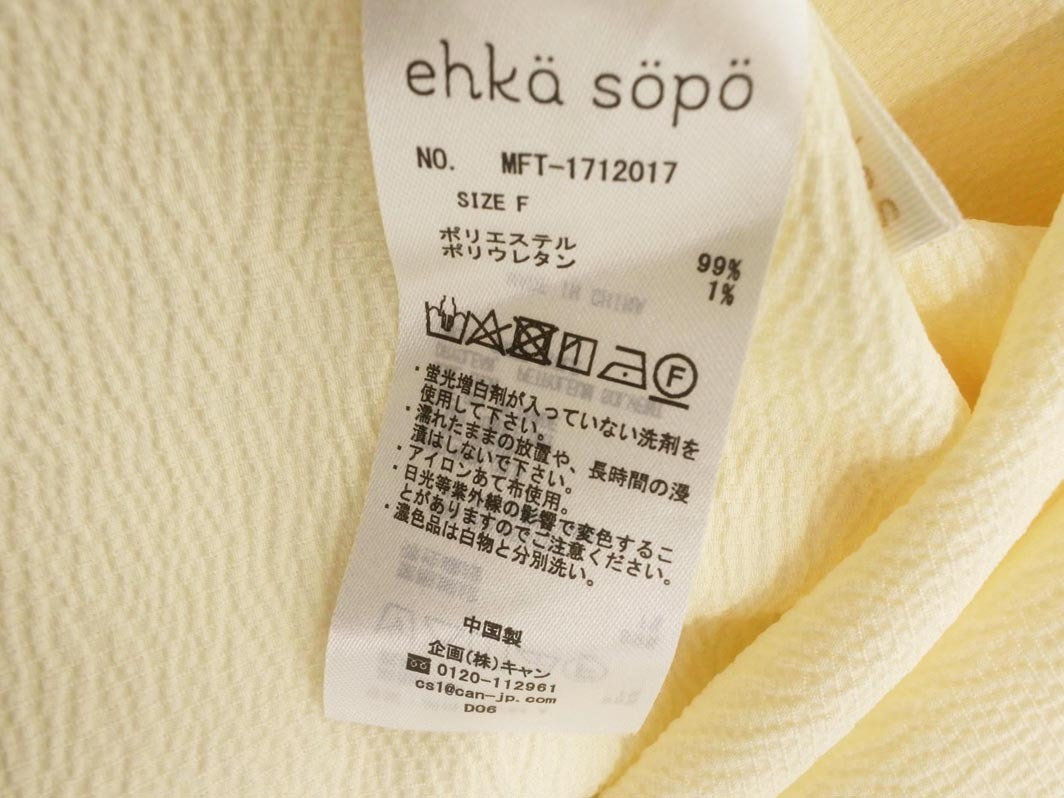 ehkä söpö
NO. MFT-1712017
SIZE F
ポリエステル 99%
ポリウレタン 1%
MADE IN CHINA
F
・蛍光増白剤が入っていない洗剤を
使用して下さい。
・濡れたままの放置や、長時間の浸
漬はしないで下さい。
・アイロンあて布使用。
・日光等紫外線の影響で変色するこ
とがありますのでご注意ください。
・濃色品は白物と分別洗い。
中国製
企画(株)キャン
0120-112961
cs1@can-jp.com
D06